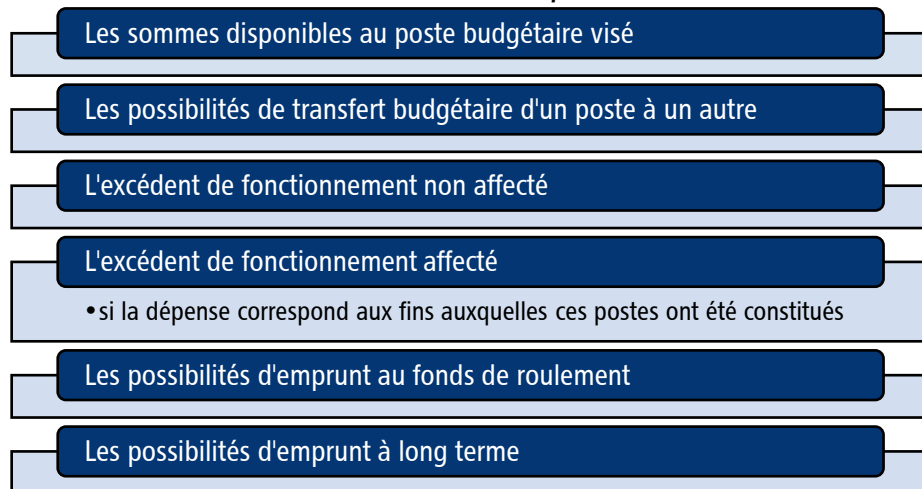 Les sommes disponibles au poste budgétaire visé
Les possibilités de transfert budgétaire d'un poste à un autre
L'excédent de fonctionnement non affecté
L'excédent de fonctionnement affecté
•si la dépense correspond aux fins auxquelles ces postes ont été constitués
Les possibilités d'emprunt au fonds de roulement
Les possibilités d'emprunt à long terme